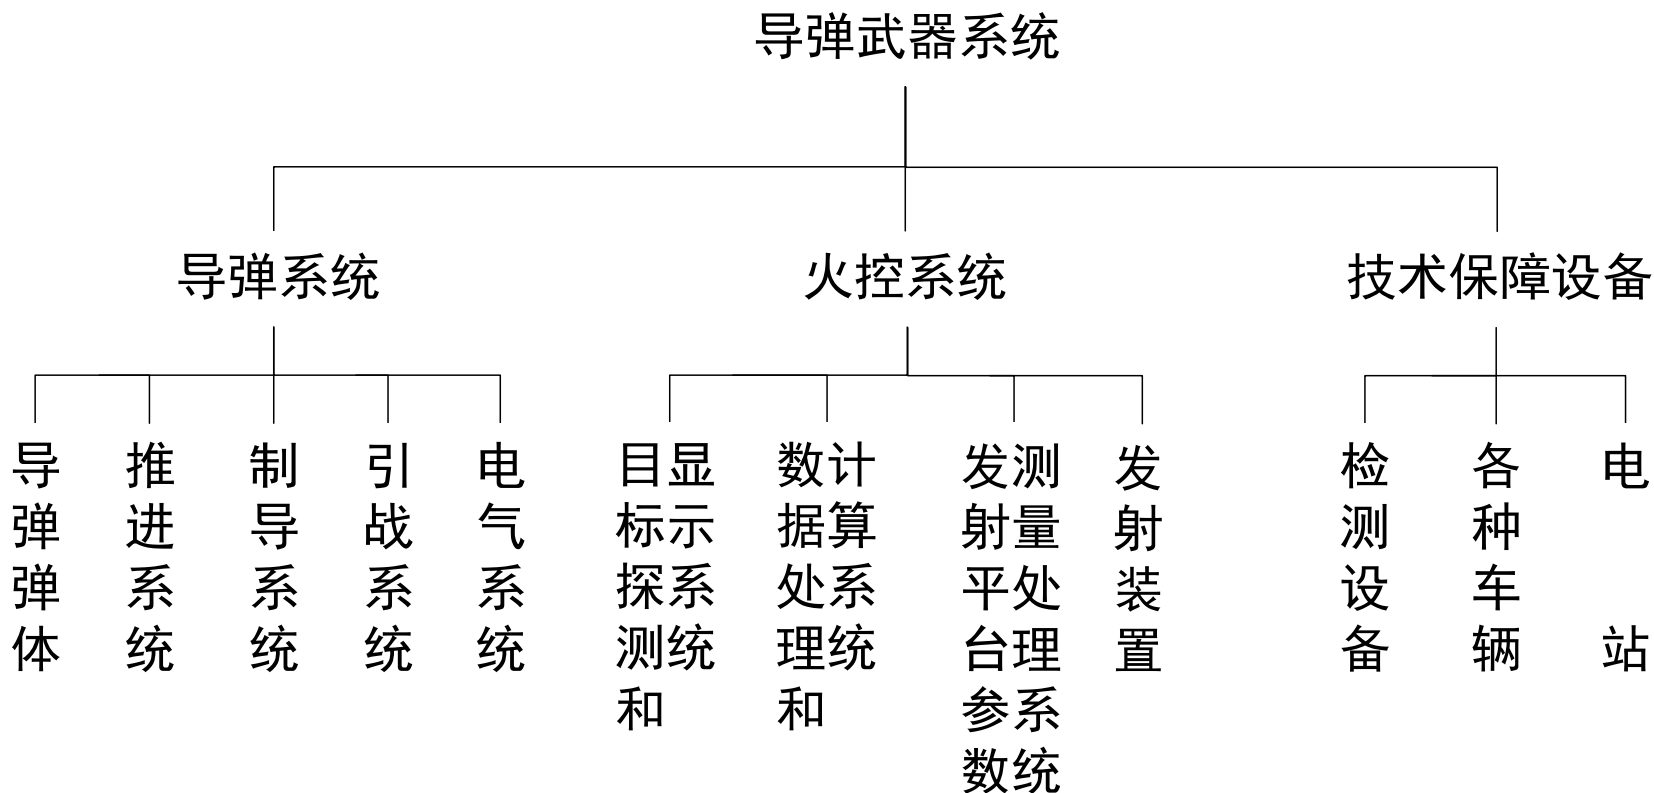 导弹武器系统
导弹系统
火控系统
技术保障设备
导弹弹体
推进系统
制导系统
引战系统
电气系统
目标探测和
显示系统
数据处理和
计算系统
发射平台参数
测量处理系统
发射装置
检测设备
各种车辆
电站